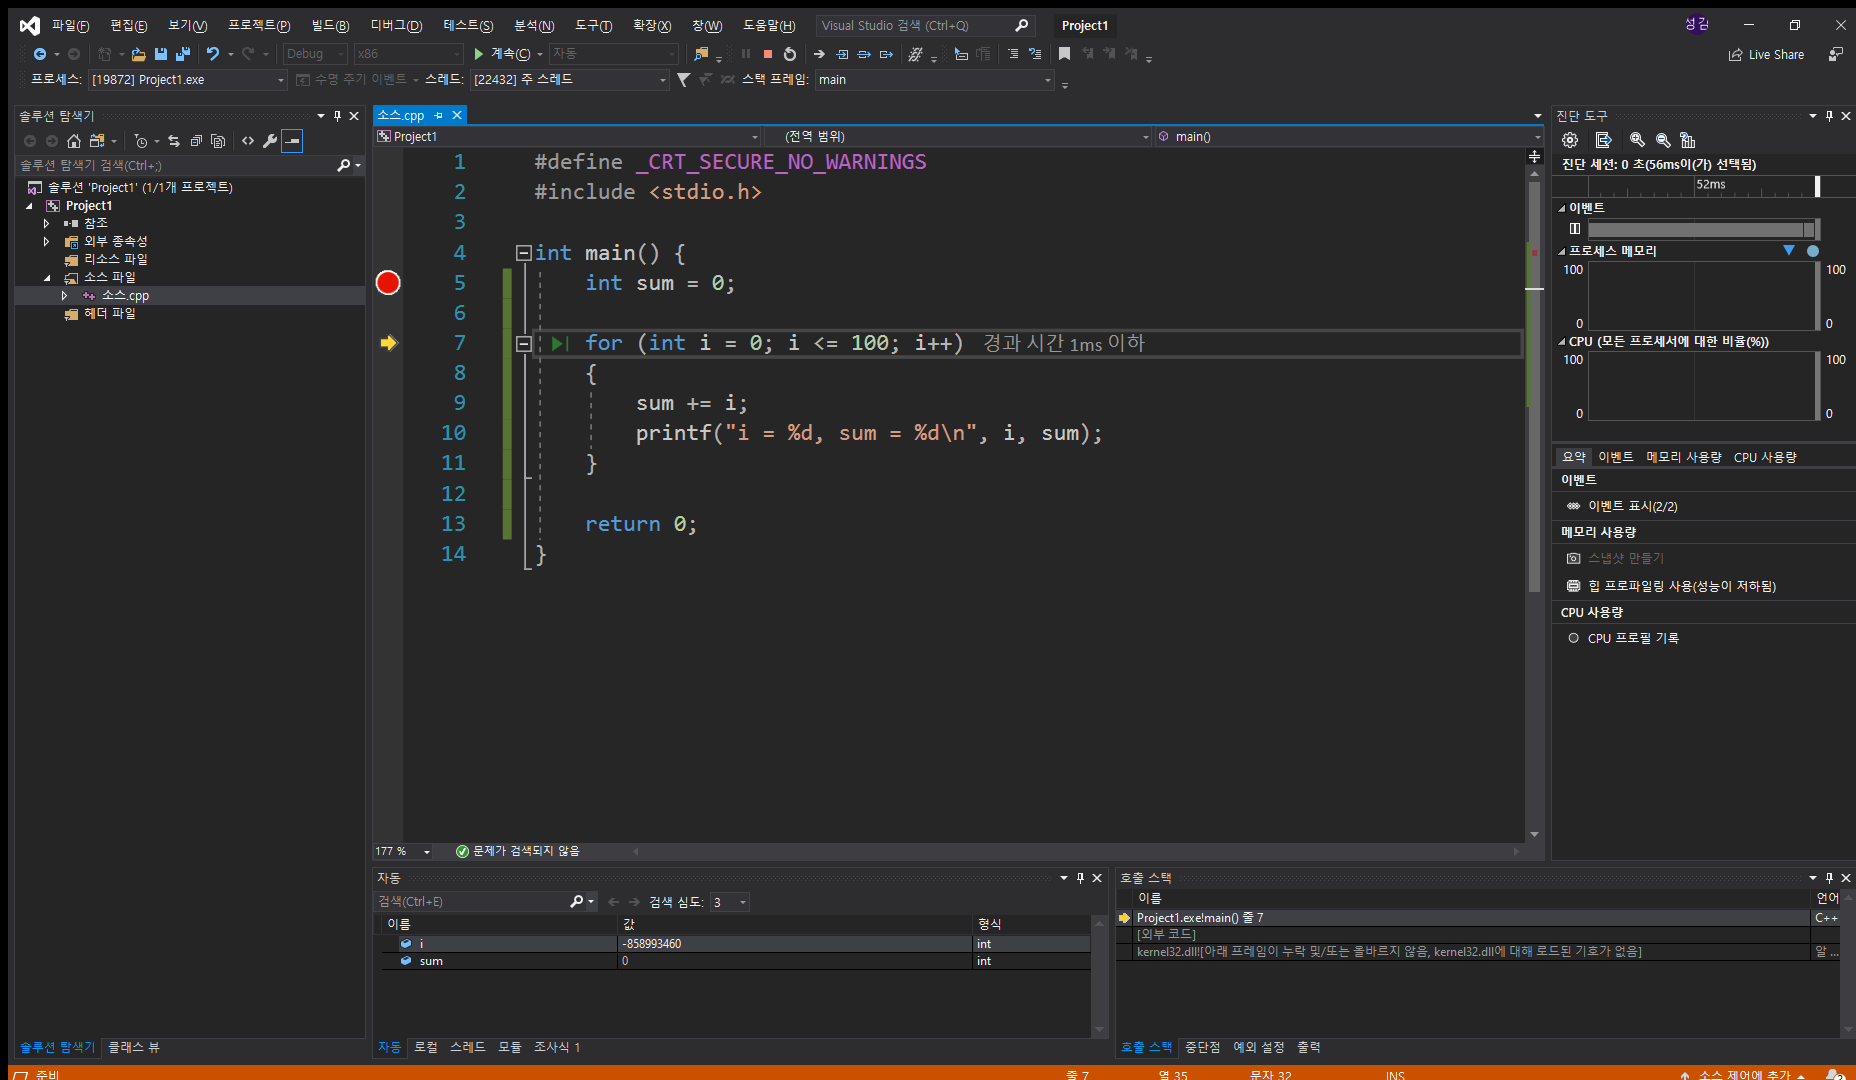 파일(F) 편집(E) 보기(V) 프로젝트(P) 빌드(B) 디버그(D) 테스트(S) 분석(N) 도구(T) 확장(X) 창(W) 도움말(H) Visual Studio 검색 (Ctrl+Q) Project1 성김
Debug x86 계속(C) 자동 Live Share
프로세스: [19872] Project1.exe 수명 주기 이벤트 스레드: [22432] 주 스레드 스택 프레임: main
솔루션 탐색기
솔루션 탐색기 검색(Ctrl+;)
솔루션 'Project1' (1/1개 프로젝트)
Project1
참조
외부 종속성
리소스 파일
소스 파일
소스.cpp
헤더 파일
솔루션 탐색기 클래스 뷰
소스.cpp
Project1 (전역 범위) main()
1 #define _CRT_SECURE_NO_WARNINGS
2 #include <stdio.h>
3
4 int main() {
5 int sum = 0;
6
7 for (int i = 0; i <= 100; i++) 경과 시간 1ms 이하
8 {
9 sum += i;
10 printf("i = %d, sum = %d\n", i, sum);
11 }
12
13 return 0;
14 }
177 % 문제가 검색되지 않음
자동
검색(Ctrl+E) 검색 심도: 3
이름 값 형식
i -858993460 int
sum 0 int
자동 로컬 스레드 모듈 조사식 1
호출 스택
이름 언어
Project1.exe!main() 줄 7 C++
[외부 코드]
kernel32.dll![아래 프레임이 누락 및/또는 올바르지 않음, kernel32.dll에 대해 로드된 기호가 없음] 알 ...
호출 스택 중단점 예외 설정 출력
진단 도구
진단 세션: 0 초(56ms이(가) 선택됨)
52ms
이벤트
프로세스 메모리
100 100
0 0
CPU (모든 프로세서에 대한 비율(%))
100 100
0 0
요약 이벤트 메모리 사용량 CPU 사용량
이벤트
이벤트 표시(2/2)
메모리 사용량
스냅샷 만들기
힙 프로파일링 사용(성능이 저하됨)
CPU 사용량
CPU 프로필 기록
준비 줄 7 열 35 문자 32 INS 소스 제어에 추가 2